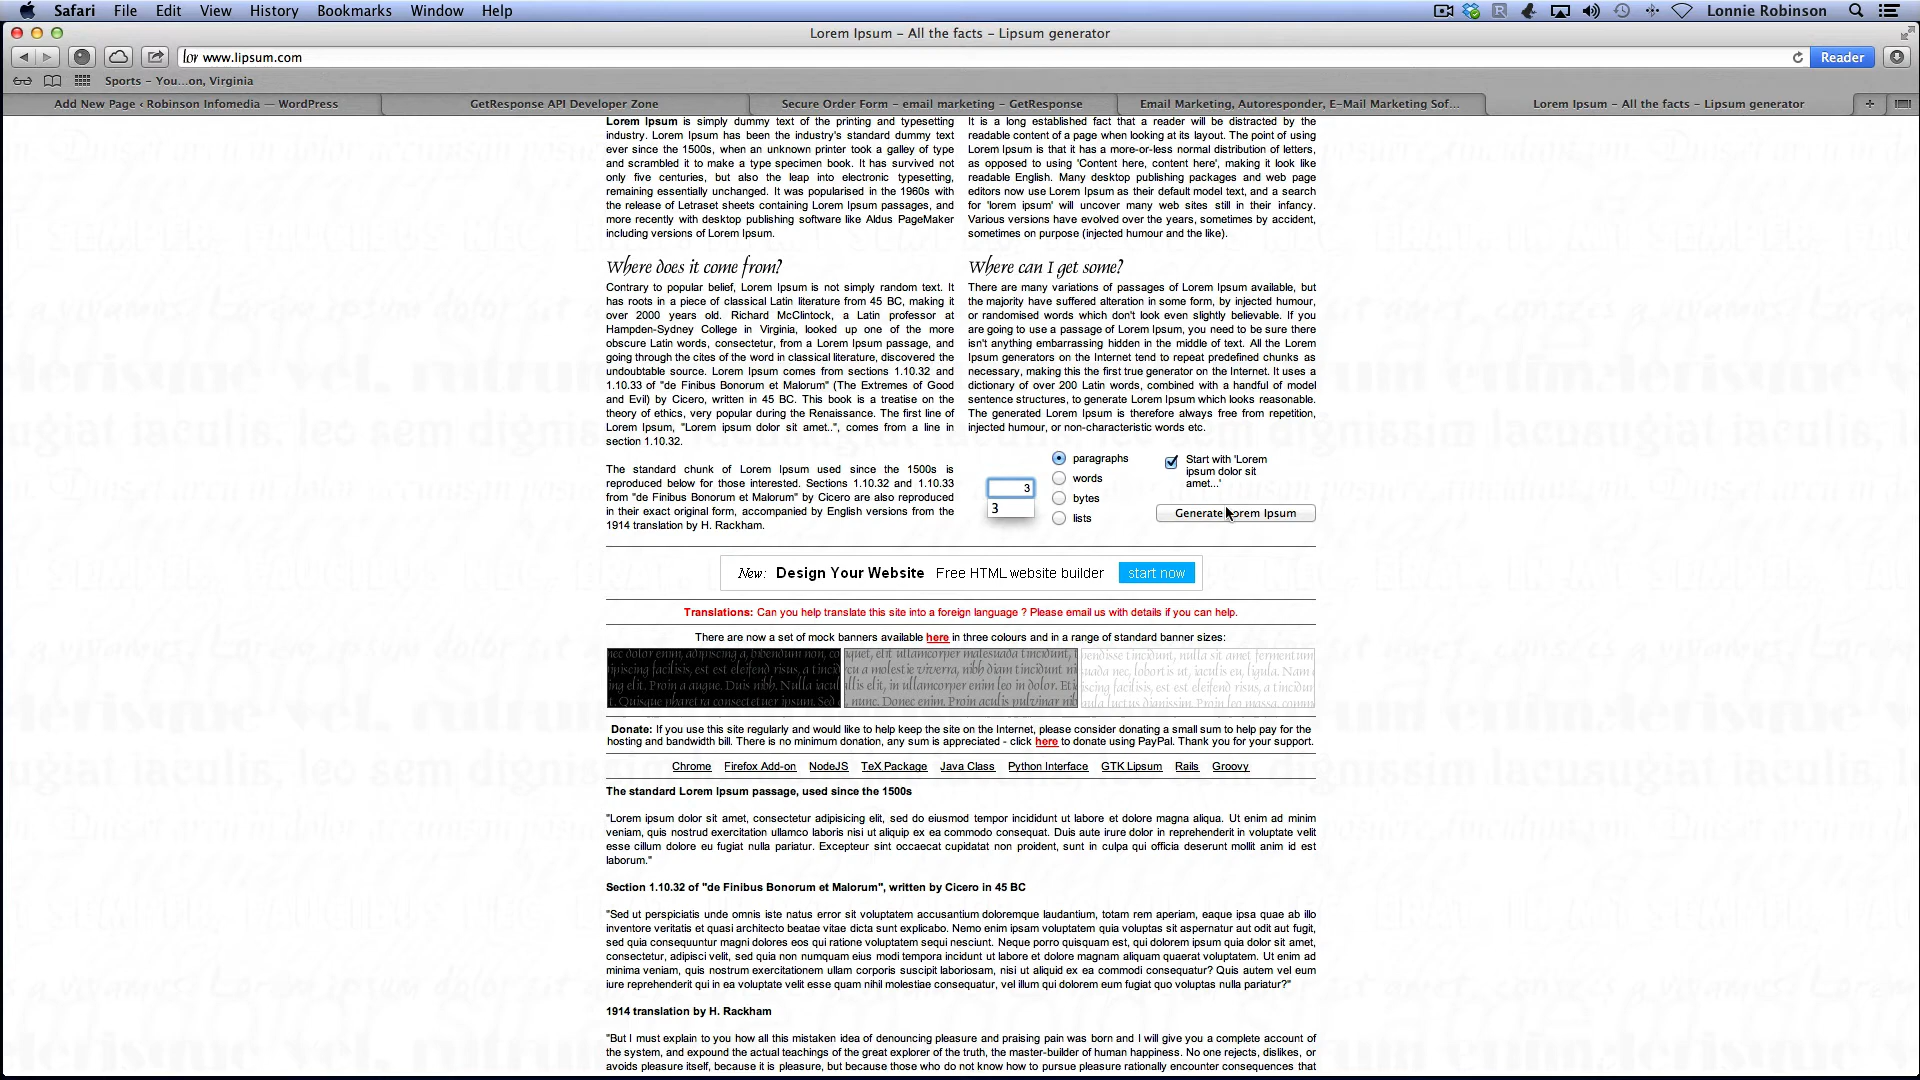 Safari File Edit View History Bookmarks Window Help Lonnie Robinson
Lorem Ipsum – All the facts – Lipsum generator
www.lipsum.com Reader
Sports – You...on, Virginia
Add New Page ‹ Robinson Infomedia — WordPress
GetResponse API Developer Zone
Secure Order Form – email marketing – GetResponse
Email Marketing, Autoresponder, E-Mail Marketing Sof...
Lorem Ipsum – All the facts – Lipsum generator
Lorem Ipsum is simply dummy text of the printing and typesetting
industry. Lorem Ipsum has been the industry's standard dummy text
ever since the 1500s, when an unknown printer took a galley of type
and scrambled it to make a type specimen book. It has survived not
only five centuries, but also the leap into electronic typesetting,
remaining essentially unchanged. It was popularised in the 1960s with
the release of Letraset sheets containing Lorem Ipsum passages, and
more recently with desktop publishing software like Aldus PageMaker
including versions of Lorem Ipsum.
It is a long established fact that a reader will be distracted by the
readable content of a page when looking at its layout. The point of using
Lorem Ipsum is that it has a more-or-less normal distribution of letters,
as opposed to using 'Content here, content here', making it look like
readable English. Many desktop publishing packages and web page
editors now use Lorem Ipsum as their default model text, and a search
for 'lorem ipsum' will uncover many web sites still in their infancy.
Various versions have evolved over the years, sometimes by accident,
sometimes on purpose (injected humour and the like).
Where does it come from?
Contrary to popular belief, Lorem Ipsum is not simply random text. It
has roots in a piece of classical Latin literature from 45 BC, making it
over 2000 years old. Richard McClintock, a Latin professor at
Hampden-Sydney College in Virginia, looked up one of the more
obscure Latin words, consectetur, from a Lorem Ipsum passage, and
going through the cites of the word in classical literature, discovered the
undoubtable source. Lorem Ipsum comes from sections 1.10.32 and
1.10.33 of "de Finibus Bonorum et Malorum" (The Extremes of Good
and Evil) by Cicero, written in 45 BC. This book is a treatise on the
theory of ethics, very popular during the Renaissance. The first line of
Lorem Ipsum, "Lorem ipsum dolor sit amet..", comes from a line in
section 1.10.32.
The standard chunk of Lorem Ipsum used since the 1500s is
reproduced below for those interested. Sections 1.10.32 and 1.10.33
from "de Finibus Bonorum et Malorum" by Cicero are also reproduced
in their exact original form, accompanied by English versions from the
1914 translation by H. Rackham.
Where can I get some?
There are many variations of passages of Lorem Ipsum available, but
the majority have suffered alteration in some form, by injected humour,
or randomised words which don't look even slightly believable. If you
are going to use a passage of Lorem Ipsum, you need to be sure there
isn't anything embarrassing hidden in the middle of text. All the Lorem
Ipsum generators on the Internet tend to repeat predefined chunks as
necessary, making this the first true generator on the Internet. It uses a
dictionary of over 200 Latin words, combined with a handful of model
sentence structures, to generate Lorem Ipsum which looks reasonable.
The generated Lorem Ipsum is therefore always free from repetition,
injected humour, or non-characteristic words etc.
3
3
paragraphs
words
bytes
lists
Start with 'Lorem
ipsum dolor sit
amet...'
Generate Lorem Ipsum
New: Design Your Website Free HTML website builder start now
Translations: Can you help translate this site into a foreign language ? Please email us with details if you can help.
There are now a set of mock banners available here in three colours and in a range of standard banner sizes:
Donate: If you use this site regularly and would like to help keep the site on the Internet, please consider donating a small sum to help pay for the
hosting and bandwidth bill. There is no minimum donation, any sum is appreciated - click here to donate using PayPal. Thank you for your support.
Chrome Firefox Add-on NodeJS TeX Package Java Class Python Interface GTK Lipsum Rails Groovy
The standard Lorem Ipsum passage, used since the 1500s
"Lorem ipsum dolor sit amet, consectetur adipisicing elit, sed do eiusmod tempor incididunt ut labore et dolore magna aliqua. Ut enim ad minim
veniam, quis nostrud exercitation ullamco laboris nisi ut aliquip ex ea commodo consequat. Duis aute irure dolor in reprehenderit in voluptate velit
esse cillum dolore eu fugiat nulla pariatur. Excepteur sint occaecat cupidatat non proident, sunt in culpa qui officia deserunt mollit anim id est
laborum."
Section 1.10.32 of "de Finibus Bonorum et Malorum", written by Cicero in 45 BC
"Sed ut perspiciatis unde omnis iste natus error sit voluptatem accusantium doloremque laudantium, totam rem aperiam, eaque ipsa quae ab illo
inventore veritatis et quasi architecto beatae vitae dicta sunt explicabo. Nemo enim ipsam voluptatem quia voluptas sit aspernatur aut odit aut fugit,
sed quia consequuntur magni dolores eos qui ratione voluptatem sequi nesciunt. Neque porro quisquam est, qui dolorem ipsum quia dolor sit amet,
consectetur, adipisci velit, sed quia non numquam eius modi tempora incidunt ut labore et dolore magnam aliquam quaerat voluptatem. Ut enim ad
minima veniam, quis nostrum exercitationem ullam corporis suscipit laboriosam, nisi ut aliquid ex ea commodi consequatur? Quis autem vel eum
iure reprehenderit qui in ea voluptate velit esse quam nihil molestiae consequatur, vel illum qui dolorem eum fugiat quo voluptas nulla pariatur?"
1914 translation by H. Rackham
"But I must explain to you how all this mistaken idea of denouncing pleasure and praising pain was born and I will give you a complete account of
the system, and expound the actual teachings of the great explorer of the truth, the master-builder of human happiness. No one rejects, dislikes, or
avoids pleasure itself, because it is pleasure, but because those who do not know how to pursue pleasure rationally encounter consequences that